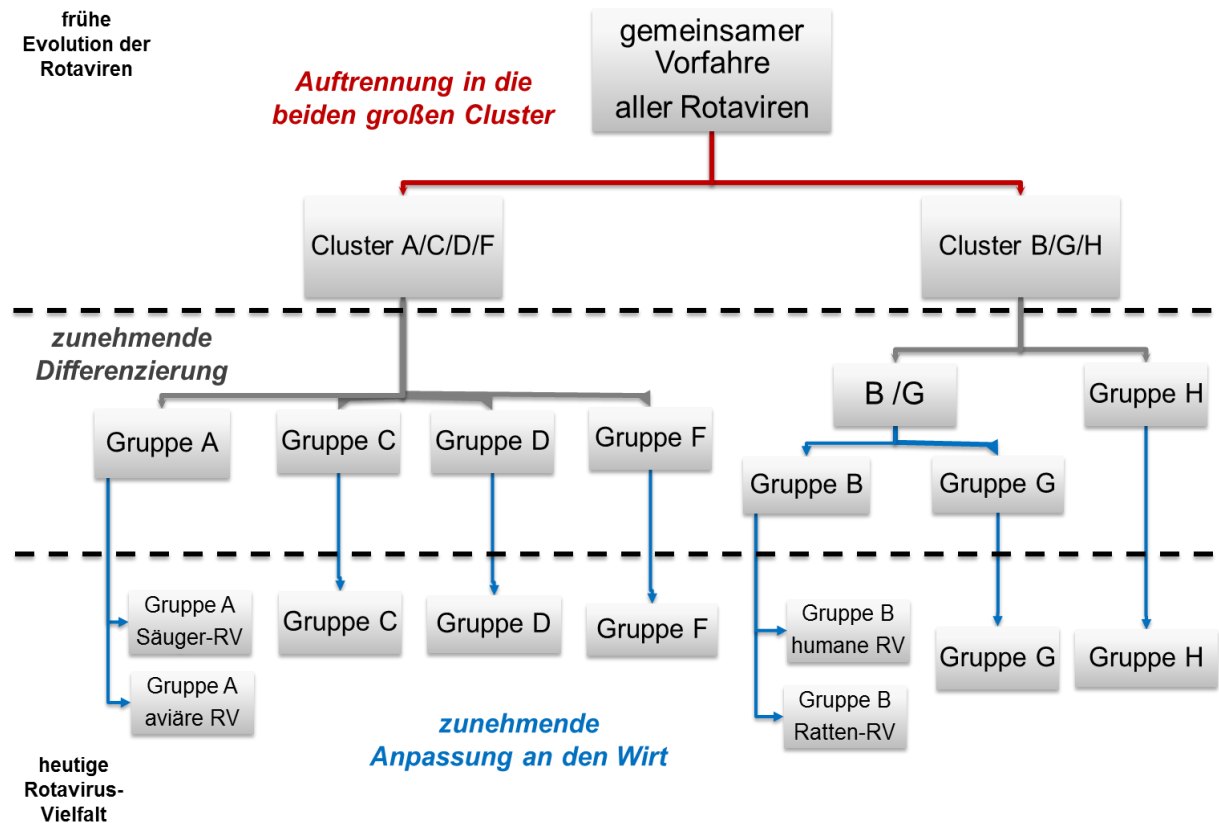 frühe
Evolution der
Rotaviren
gemeinsamer
Vorfahre
aller Rotaviren
Auftrennung in die
beiden großen Cluster
Cluster A/C/D/F
Cluster B/G/H
zunehmende
Differenzierung
B /G
Gruppe H
Gruppe A
Gruppe C
Gruppe D
Gruppe F
Gruppe B
Gruppe G
Gruppe A
Säuger-RV
Gruppe C
Gruppe D
Gruppe F
Gruppe B
humane RV
Gruppe G
Gruppe H
Gruppe A
aviäre RV
Gruppe B
Ratten-RV
zunehmende
Anpassung an den Wirt
heutige
Rotavirus-
Vielfalt